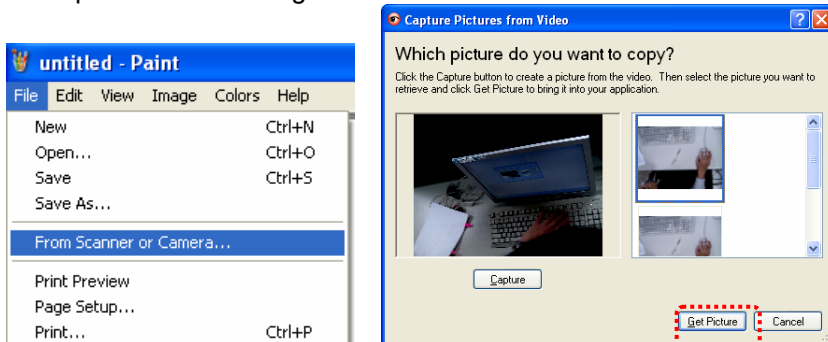 untitled - Paint
File Edit View Image Colors Help
New Ctrl+N
Open... Ctrl+O
Save Ctrl+S
Save As...
From Scanner or Camera...
Print Preview
Page Setup...
Print... Ctrl+P
Capture Pictures from Video
Which picture do you want to copy?
Click the Capture button to create a picture from the video. Then select the picture you want to
retrieve and click Get Picture to bring it into your application.
Capture
Get Picture Cancel